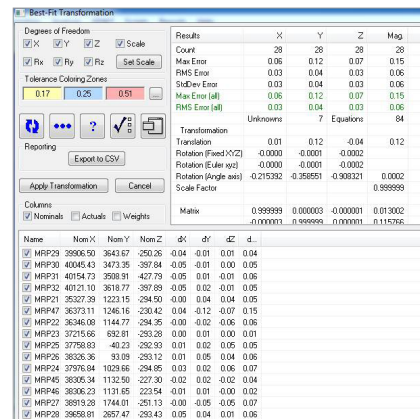 Best-Fit Transformation
Degrees of Freedom
X Y Z Scale
Rx Ry Rz Set Scale
Tolerance Coloring Zones
0.17 0.25 0.51 ...
?
Reporting
Export to CSV
Apply Transformation Cancel
Columns
Nominals Actuals Weights
Results X Y Z Mag.
Count 28 28 28 28
Max Error 0.06 0.12 0.07 0.15
RMS Error 0.03 0.04 0.03 0.06
StdDev Error 0.03 0.04 0.03 0.06
Max Error (all) 0.06 0.12 0.07 0.15
RMS Error (all) 0.03 0.04 0.03 0.06
Unknowns 7 Equations 84
Transformation
Translation 0.01 -0.04 0.12 0.12
Rotation (Fixed XYZ) -0.0000 -0.0001 -0.0002
Rotation (Euler xyz) -0.0000 -0.0001 -0.0002
Rotation (Angle axis) -0.215392 -0.358551 -0.908321 0.0002
Scale Factor 0.999999
Matrix 0.999999 0.000003 -0.000001 0.013002
-0.000003 0.999999 0.000001 -0.115766
Name Nom X Nom Y Nom Z dX dY dZ d...
MRP29 39906.50 3643.67 -250.26 -0.04 -0.01 0.01 0.04
MRP30 40045.43 3473.35 -397.84 -0.05 -0.01 0.00 0.05
MRP31 40154.73 3508.91 -427.79 -0.05 0.01 -0.01 0.06
MRP32 40121.10 3618.77 -397.89 -0.05 0.02 -0.01 0.05
MRP21 35327.39 1223.15 -294.50 -0.00 0.04 0.04 0.05
MRP47 36373.11 1246.16 -230.42 0.04 -0.12 -0.07 0.15
MRP22 36346.08 1144.77 -294.35 -0.00 -0.02 -0.06 0.06
MRP23 37215.66 692.81 -293.28 0.00 0.01 0.00 0.01
MRP25 37758.83 -40.23 -292.93 0.01 0.02 0.05 0.05
MRP26 38326.36 93.09 -293.12 0.01 0.05 0.04 0.06
MRP24 37976.84 1029.66 -294.85 0.03 0.02 0.06 0.07
MRP45 38305.34 1132.50 -227.30 -0.02 0.02 -0.02 0.04
MRP46 38306.23 1131.65 223.54 -0.01 0.01 -0.00 0.02
MRP27 38919.28 1744.01 -251.13 -0.00 -0.05 -0.05 0.07
MRP28 39658.81 2657.47 -293.43 0.05 0.04 0.01 0.06